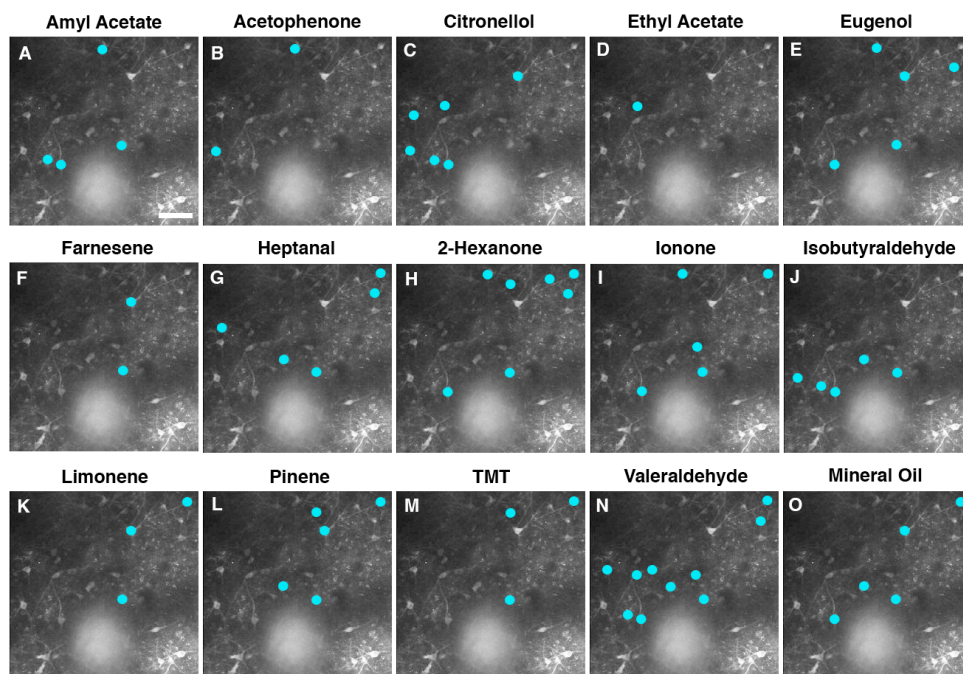 Amyl Acetate Acetophenone Citronellol Ethyl Acetate Eugenol
A B C D E
Farnesene Heptanal 2-Hexanone Ionone Isobutyraldehyde
F G H I J
Limonene Pinene TMT Valeraldehyde Mineral Oil
K L M N O